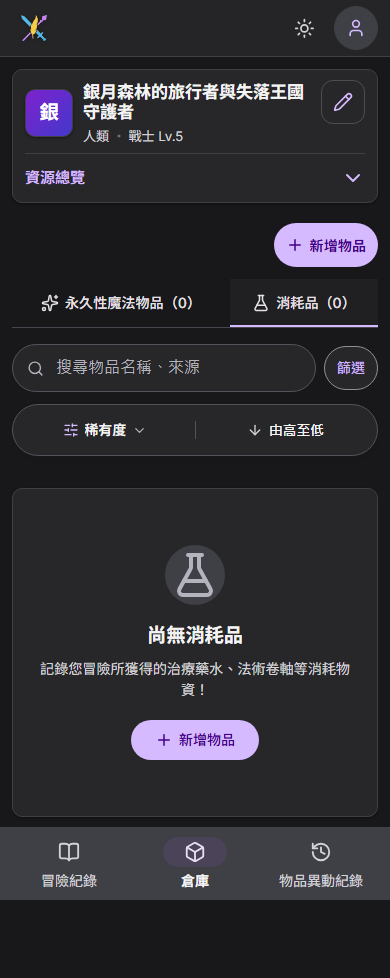 銀
銀月森林的旅行者與失落王國
守護者
人類 • 戰士 Lv.5
資源總覽
新增物品
永久性魔法物品（0）
消耗品（0）
搜尋物品名稱、來源
篩選
稀有度
由高至低
尚無消耗品
記錄您冒險所獲得的治療藥水、法術卷軸等消耗物
資！
新增物品
冒險紀錄
倉庫
物品異動紀錄